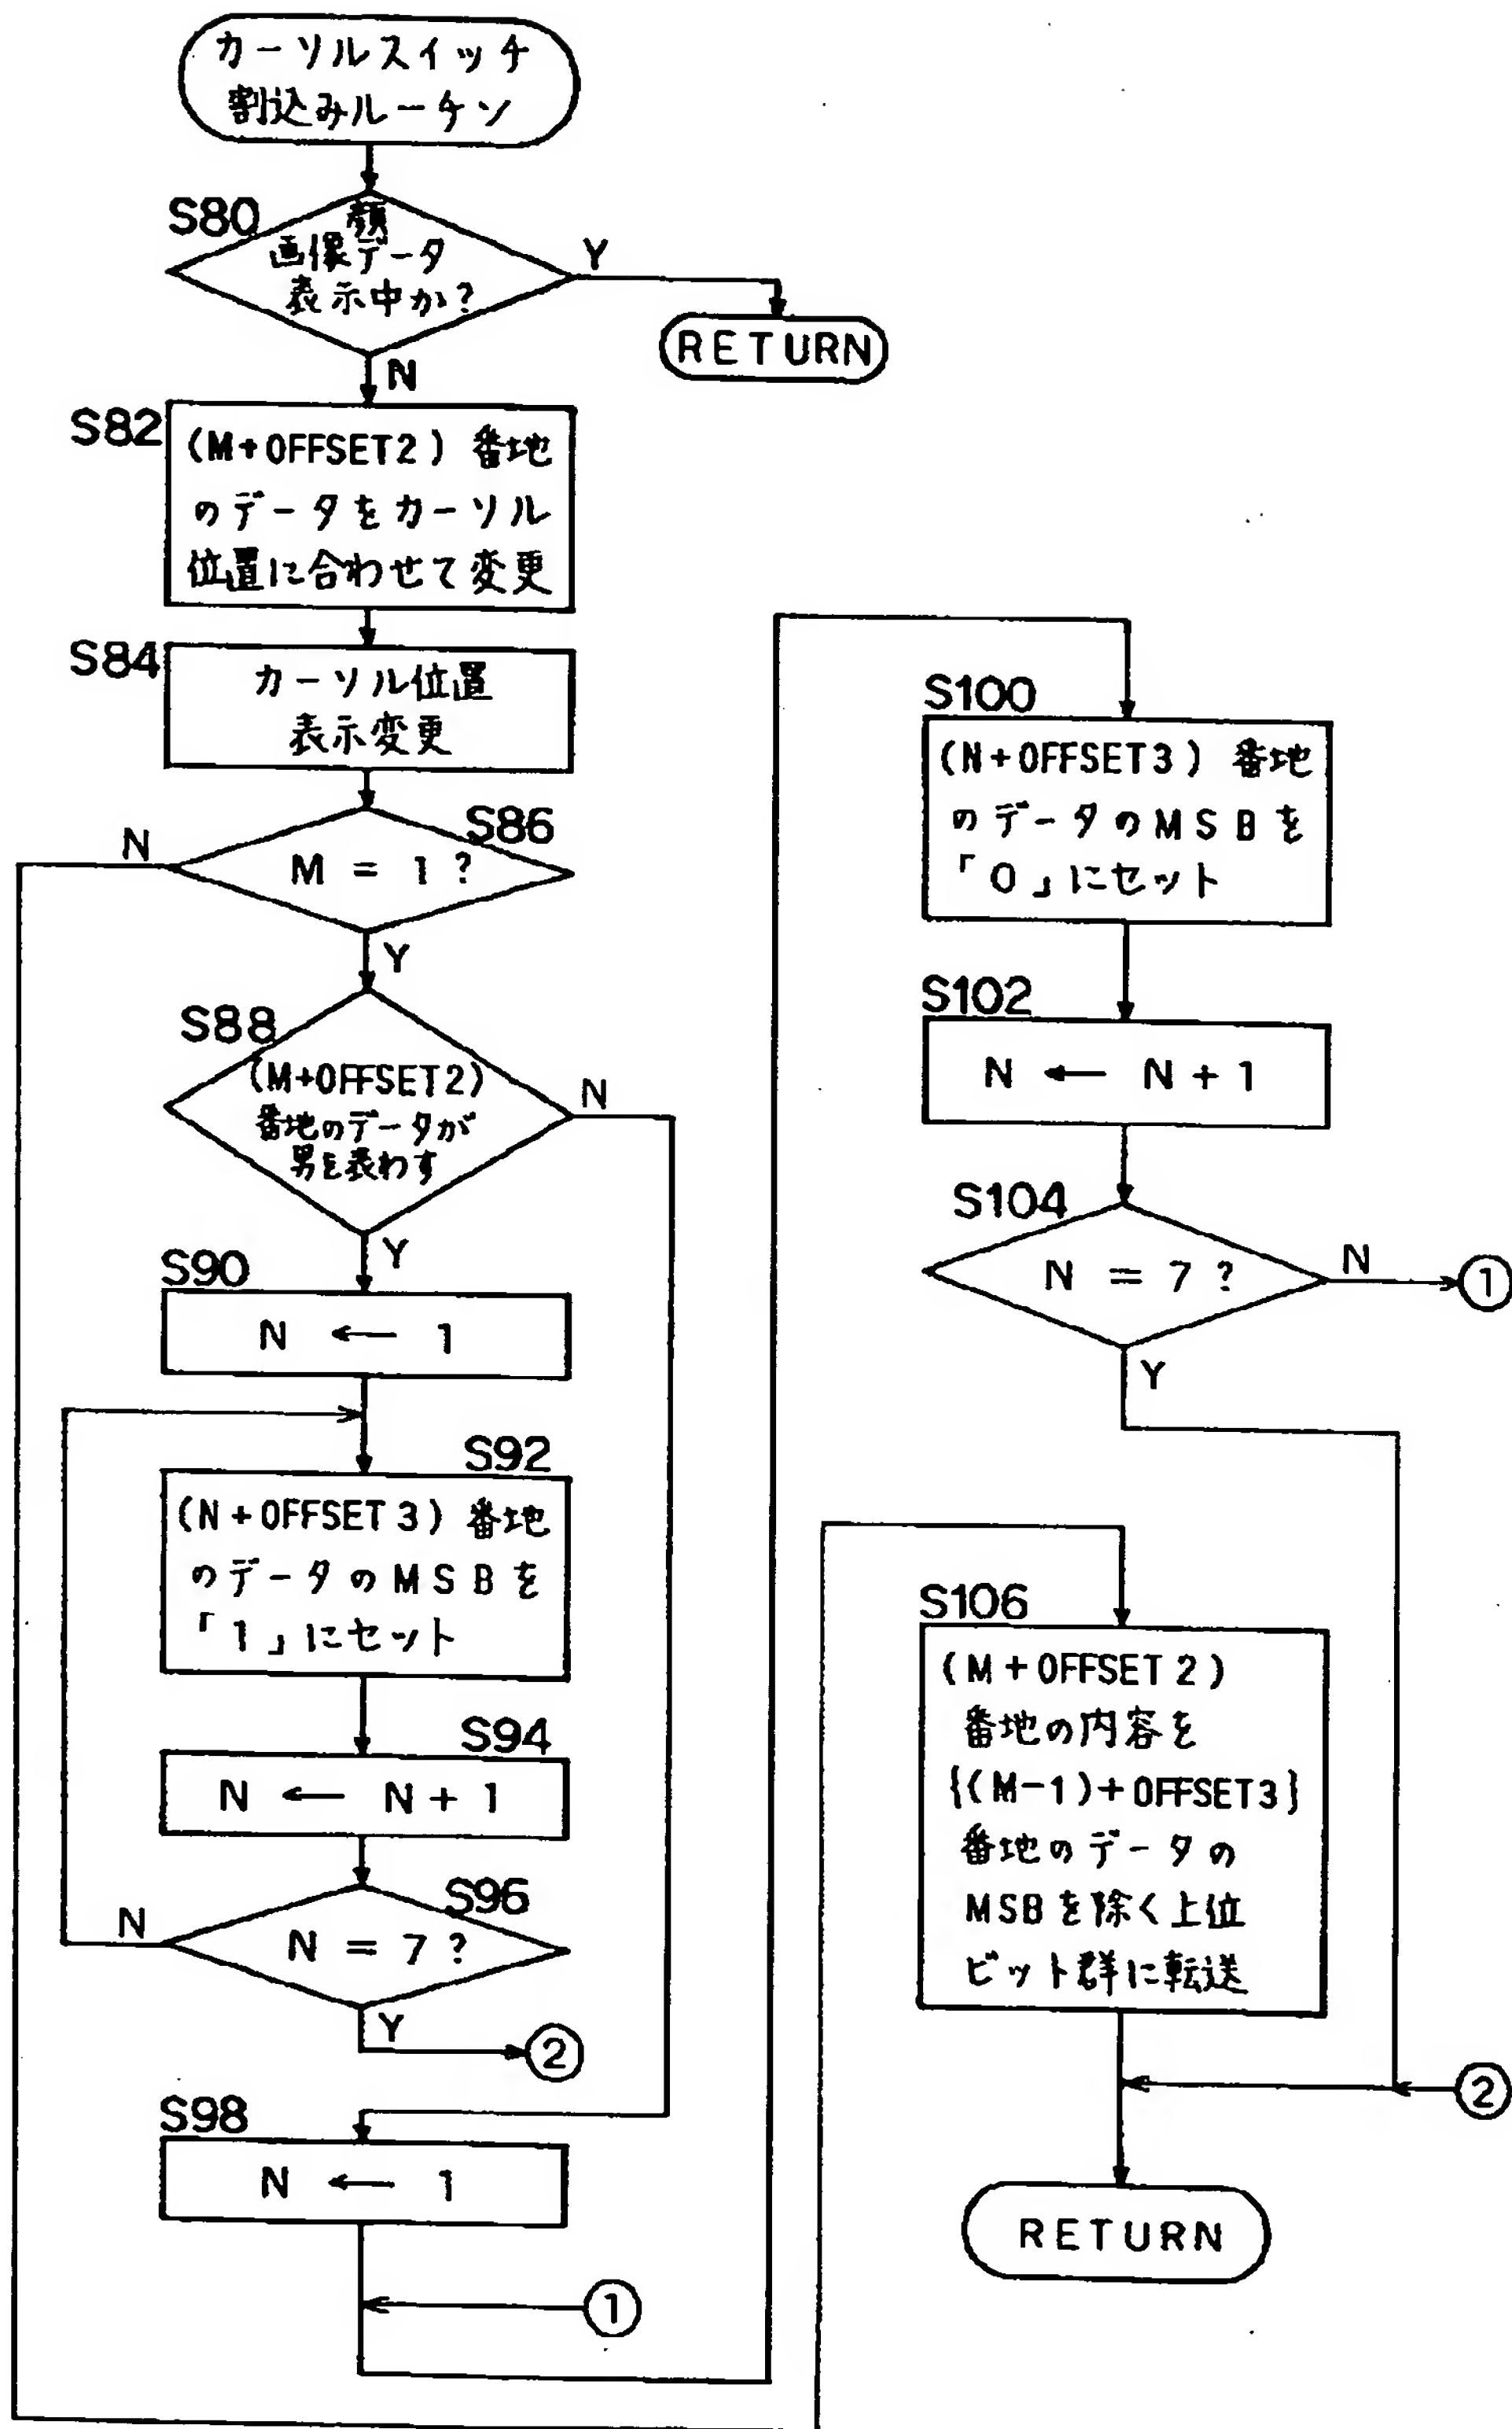 カーソルスイッチ
割込みルーチン
S80
顔
画像データ
表示中か?
Y
RETURN
N
S82
(M+OFFSET2) 番地
のデータをカーソル
位置に合わせて変更
S84
カーソル位置
表示変更
S86
N
M = 1 ?
Y
S88
(M+OFFSET2)
番地のデータが
男を表わす
N
Y
S90
N ← 1
S92
(N+OFFSET3) 番地
のデータのMSBを
「1」にセット
S94
N ← N+1
S96
N
N = 7 ?
Y
②
S98
N ← 1
①
S100
(N+OFFSET3) 番地
のデータのMSBを
「0」にセット
S102
N ← N+1
S104
N = 7 ?
N
①
Y
S106
(M+OFFSET2)
番地の内容を
{(M-1)+OFFSET3}
番地のデータの
MSBを除く上位
ビット群に転送
②
RETURN